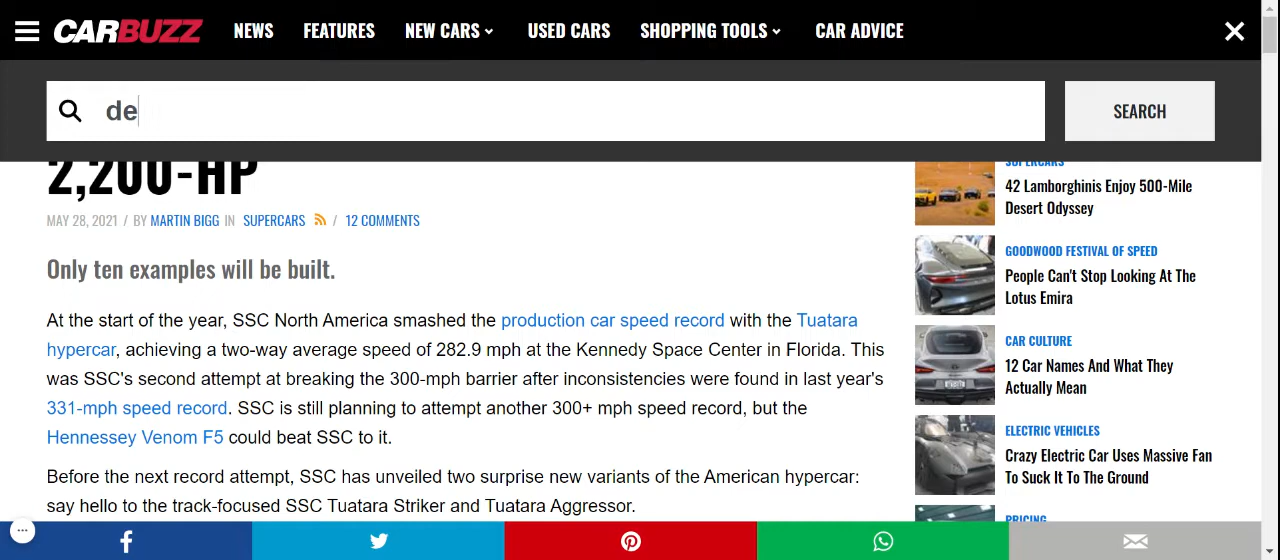 CARBUZZ NEWS FEATURES NEW CARS USED CARS SHOPPING TOOLS CAR ADVICE
de
SEARCH
2,200-HP
MAY 28, 2021 / BY MARTIN BIGG IN SUPERCARS / 12 COMMENTS
Only ten examples will be built.
At the start of the year, SSC North America smashed the production car speed record with the Tuatara
hypercar, achieving a two-way average speed of 282.9 mph at the Kennedy Space Center in Florida. This
was SSC's second attempt at breaking the 300-mph barrier after inconsistencies were found in last year's
331-mph speed record. SSC is still planning to attempt another 300+ mph speed record, but the
Hennessey Venom F5 could beat SSC to it.
Before the next record attempt, SSC has unveiled two surprise new variants of the American hypercar:
say hello to the track-focused SSC Tuatara Striker and Tuatara Aggressor.
SUPERCARS
42 Lamborghinis Enjoy 500-Mile
Desert Odyssey
GOODWOOD FESTIVAL OF SPEED
People Can't Stop Looking At The
Lotus Emira
CAR CULTURE
12 Car Names And What They
Actually Mean
ELECTRIC VEHICLES
Crazy Electric Car Uses Massive Fan
To Suck It To The Ground
PRICING